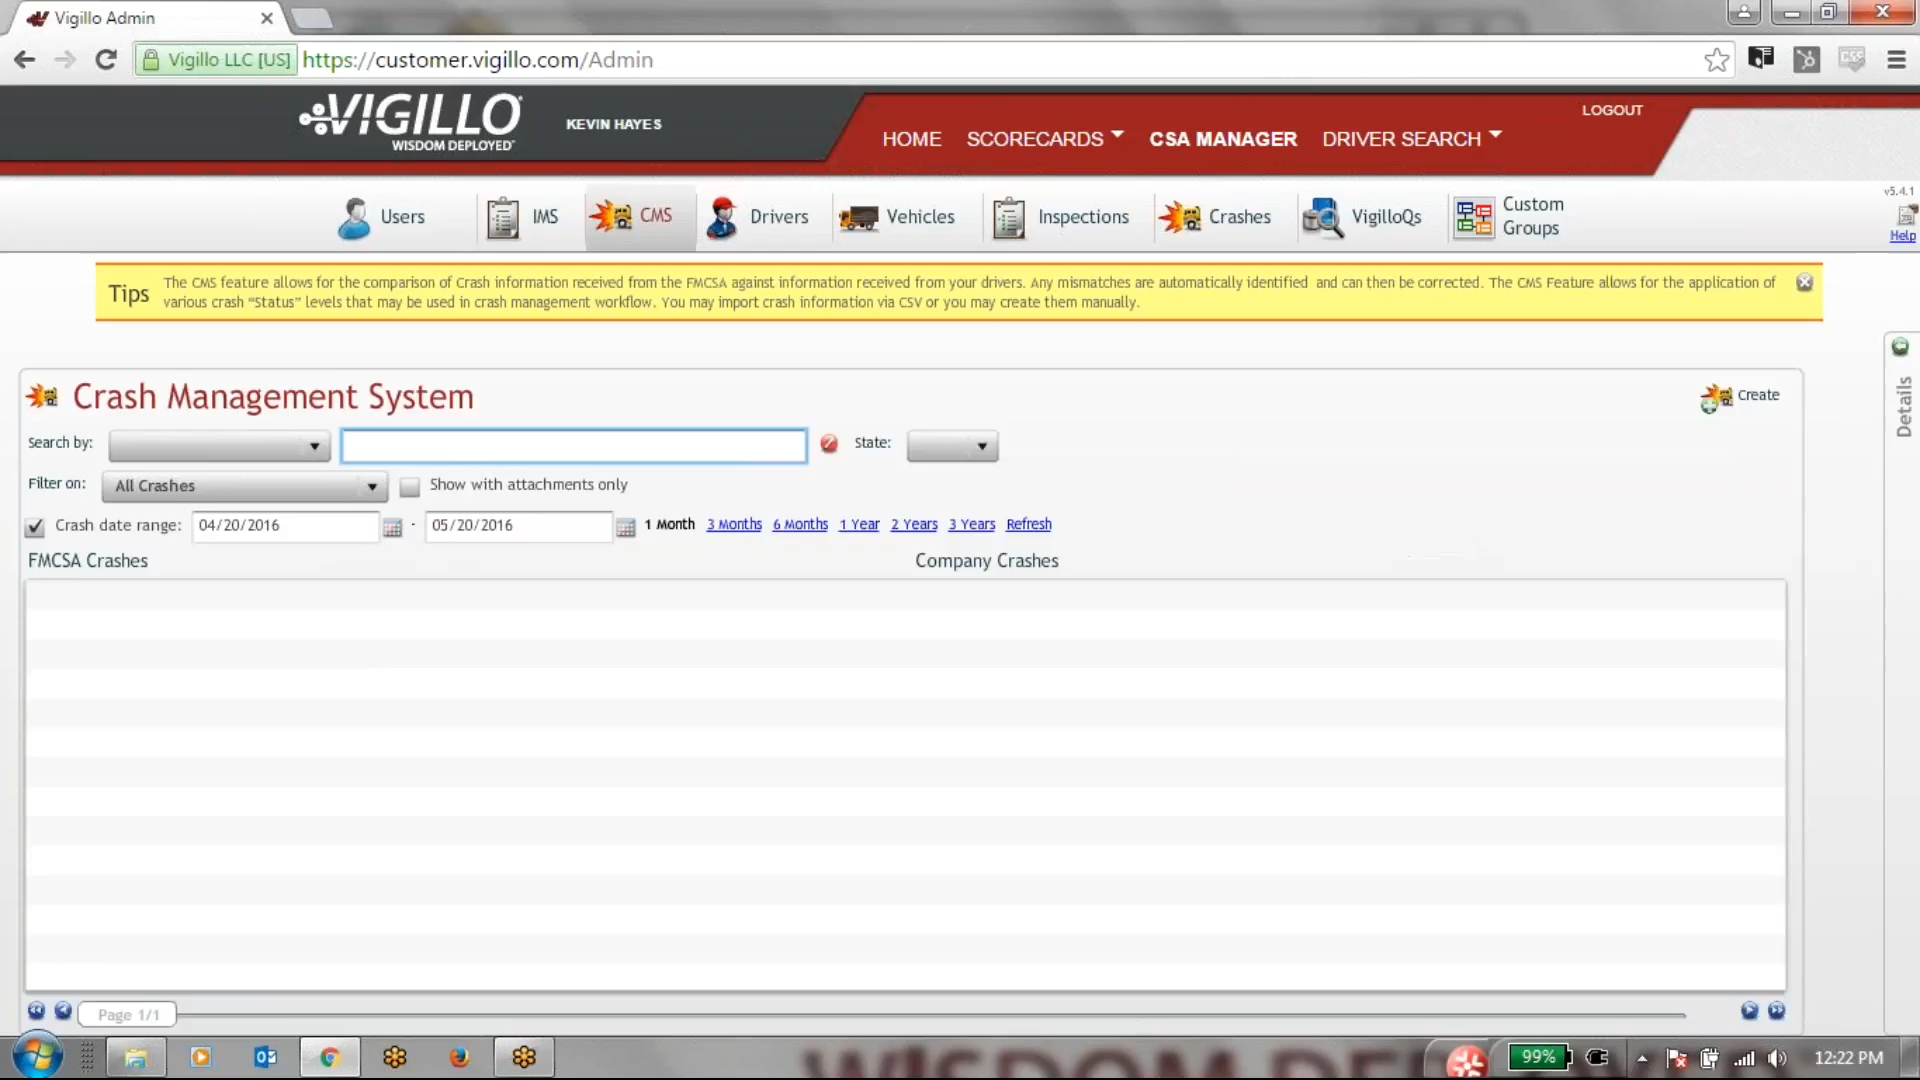 Vigillo Admin
Vigillo LLC [US] https://customer.vigillo.com/Admin
VIGILLO
WISDOM DEPLOYED
KEVIN HAYES
LOGOUT
HOME SCORECARDS CSA MANAGER DRIVER SEARCH
Users IMS CMS Drivers Vehicles Inspections Crashes VigilloQs Custom Groups
v5.4.1
Help
Tips
The CMS feature allows for the comparison of Crash information received from the FMCSA against information received from your drivers. Any mismatches are automatically identified and can then be corrected. The CMS Feature allows for the application of
various crash "Status" levels that may be used in crash management workflow. You may import crash information via CSV or you may create them manually.
Details
Crash Management System
Create
Search by: State:
Filter on: All Crashes Show with attachments only
Crash date range: 04/20/2016 - 05/20/2016 1 Month 3 Months 6 Months 1 Year 2 Years 3 Years Refresh
FMCSA Crashes Company Crashes
Page 1/1
WISDOM DE
99% 12:22 PM